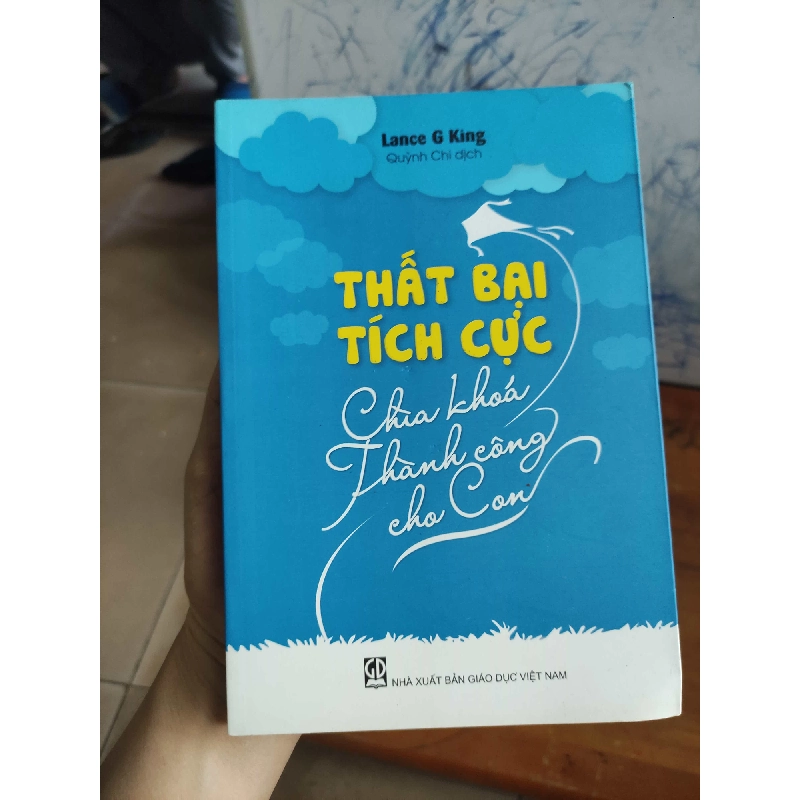 Lance G King
Quỳnh Chi dịch
THẤT BẠI
TÍCH CỰC
Chìa khoá
Thành công
cho Con
GD
NHÀ XUẤT BẢN GIÁO DỤC VIỆT NAM